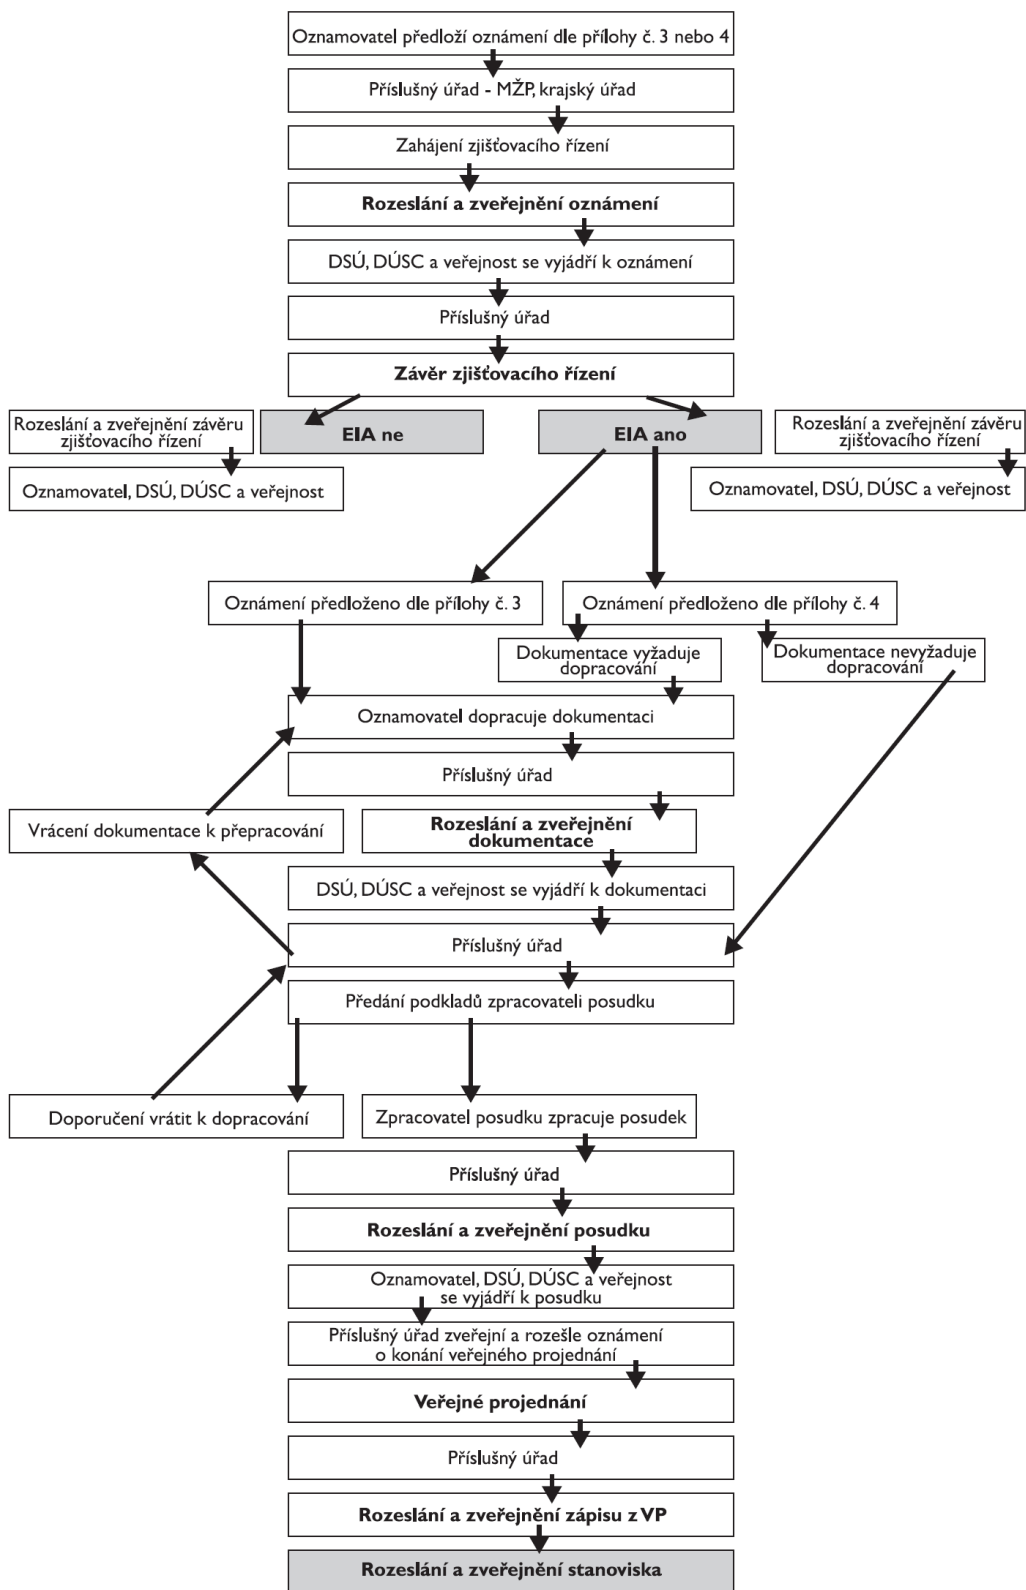 Oznamovatel předloží oznámení dle přílohy č. 3 nebo 4
Příslušný úřad - MŽP, krajský úřad
Zahájení zjišťovacího řízení
Rozeslání a zveřejnění oznámení
DSÚ, DÚSC a veřejnost se vyjádří k oznámení
Příslušný úřad
Závěr zjišťovacího řízení
Rozeslání a zveřejnění závěru
zjišťovacího řízení
EIA ne
EIA ano
Rozeslání a zveřejnění závěru
zjišťovacího řízení
Oznamovatel, DSÚ, DÚSC a veřejnost
Oznamovatel, DSÚ, DÚSC a veřejnost
Oznámení předloženo dle přílohy č. 3
Oznámení předloženo dle přílohy č. 4
Dokumentace vyžaduje
dopracování
Dokumentace nevyžaduje
dopracování
Oznamovatel dopracuje dokumentaci
Příslušný úřad
Vrácení dokumentace k přepracování
Rozeslání a zveřejnění
dokumentace
DSÚ, DÚSC a veřejnost se vyjádří k dokumentaci
Příslušný úřad
Předání podkladů zpracovateli posudku
Doporučení vrátit k dopracování
Zpracovatel posudku zpracuje posudek
Příslušný úřad
Rozeslání a zveřejnění posudku
Oznamovatel, DSÚ, DÚSC a veřejnost
se vyjádří k posudku
Příslušný úřad zveřejní a rozešle oznámení
o konání veřejného projednání
Veřejné projednání
Příslušný úřad
Rozeslání a zveřejnění zápisu z VP
Rozeslání a zveřejnění stanoviska